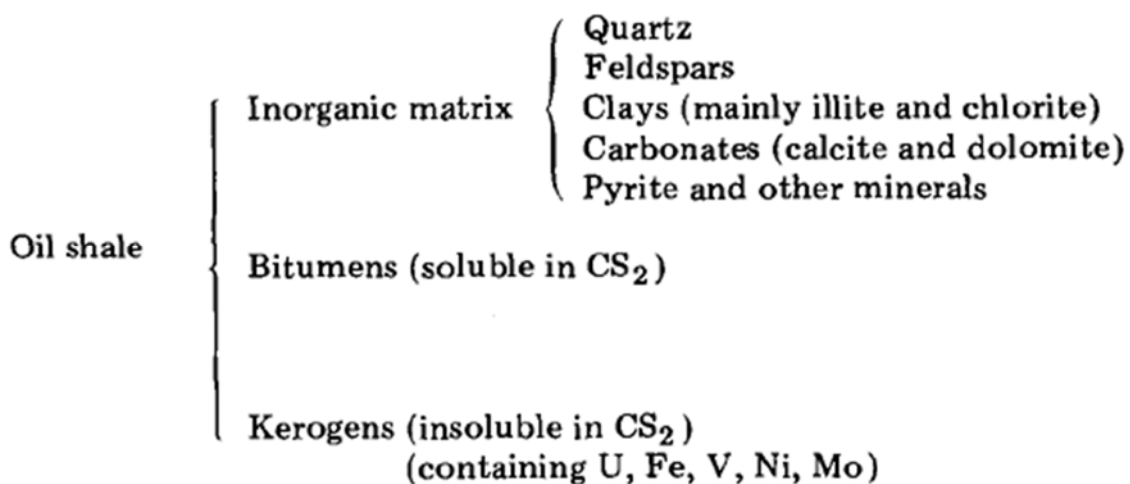 Quartz
Feldspars
Inorganic matrix
Clays (mainly illite and chlorite)
Carbonates (calcite and dolomite)
Pyrite and other minerals
Oil shale
Bitumens (soluble in CS₂)
Kerogens (insoluble in CS₂)
(containing U, Fe, V, Ni, Mo)